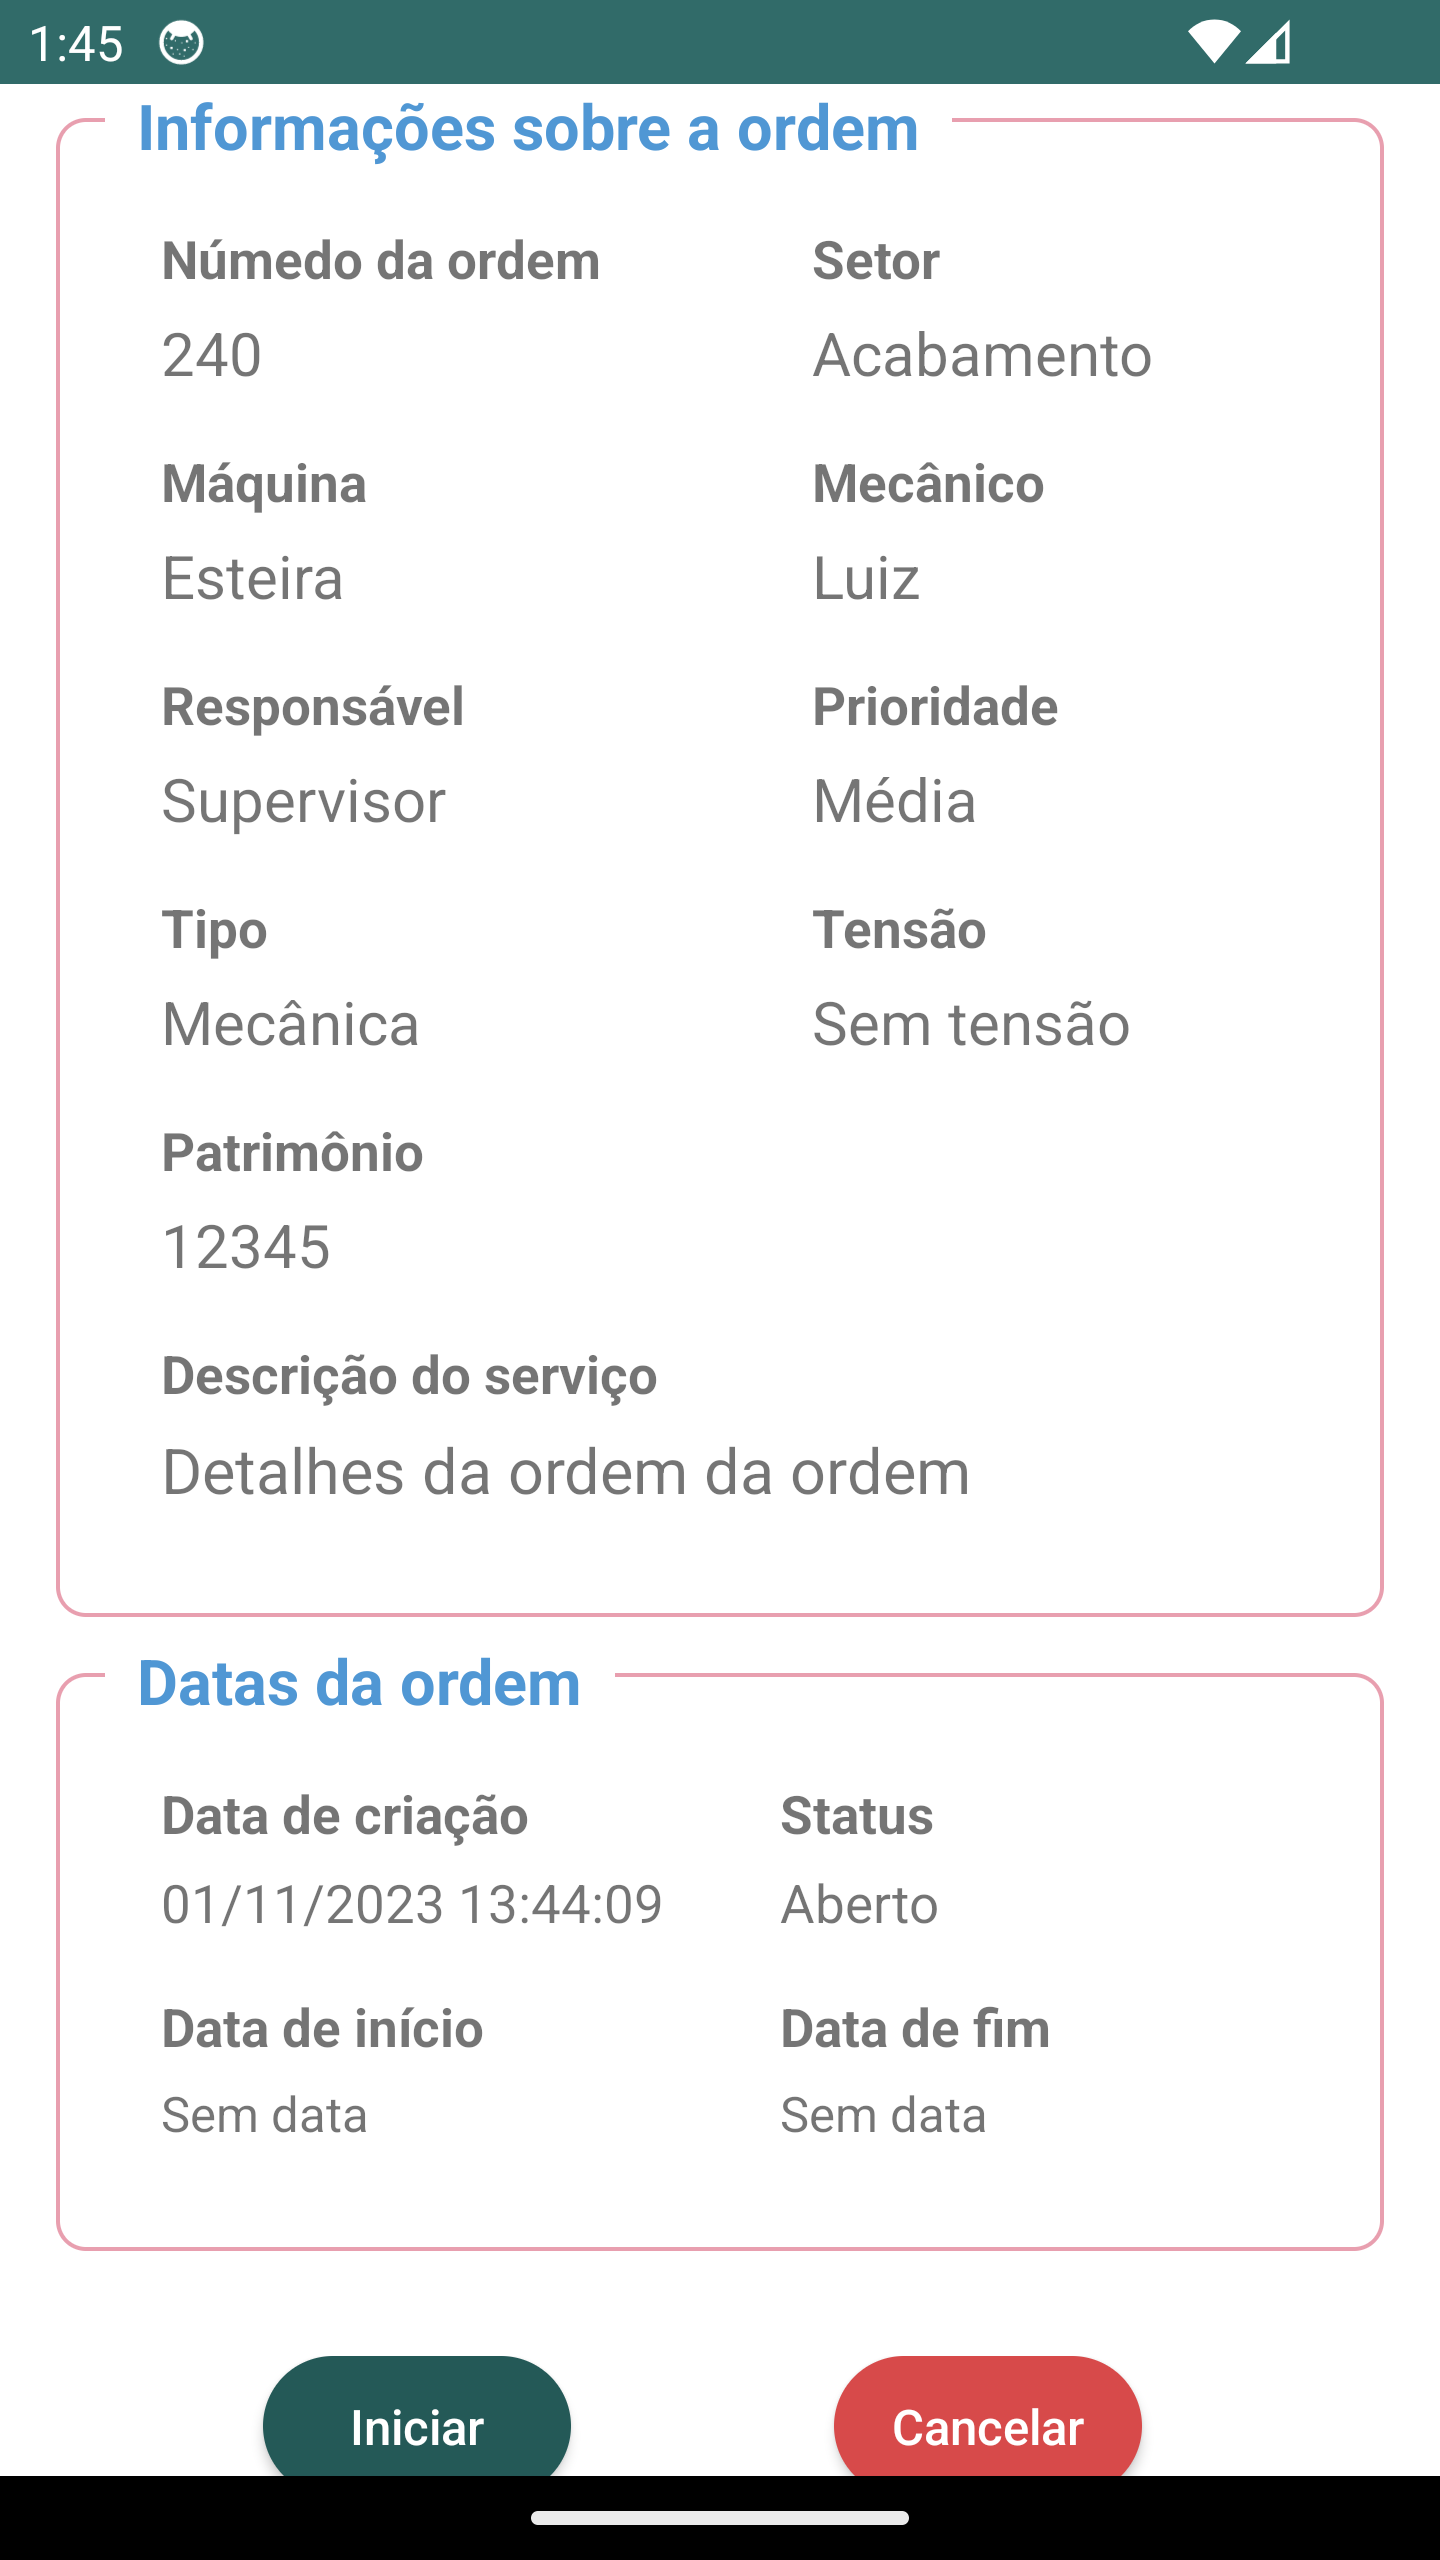 1:45
Informações sobre a ordem
Númedo da ordem
Setor
240
Acabamento
Máquina
Mecânico
Esteira
Luiz
Responsável
Prioridade
Supervisor
Média
Tipo
Tensão
Mecânica
Sem tensão
Patrimônio
12345
Descrição do serviço
Detalhes da ordem da ordem
Datas da ordem
Data de criação
Status
01/11/2023 13:44:09
Aberto
Data de início
Data de fim
Sem data
Sem data
Iniciar
Cancelar